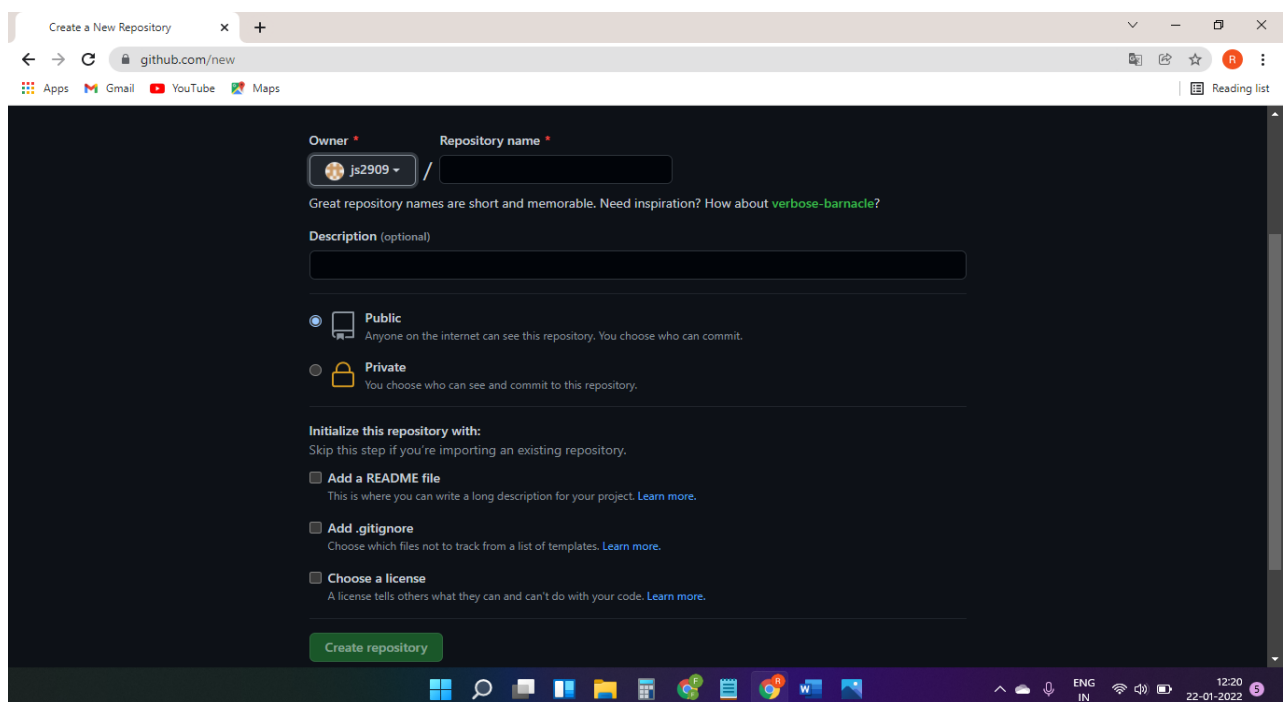 Create a New Repository
github.com/new
R
Apps Gmail YouTube Maps Reading list
Owner * Repository name *
js2909 /
Great repository names are short and memorable. Need inspiration? How about verbose-barnacle?
Description (optional)
Public
Anyone on the internet can see this repository. You choose who can commit.
Private
You choose who can see and commit to this repository.
Initialize this repository with:
Skip this step if you're importing an existing repository.
Add a README file
This is where you can write a long description for your project. Learn more.
Add .gitignore
Choose which files not to track from a list of templates. Learn more.
Choose a license
A license tells others what they can and can't do with your code. Learn more.
Create repository
F R W
ENG 12:20
IN 22-01-2022 5